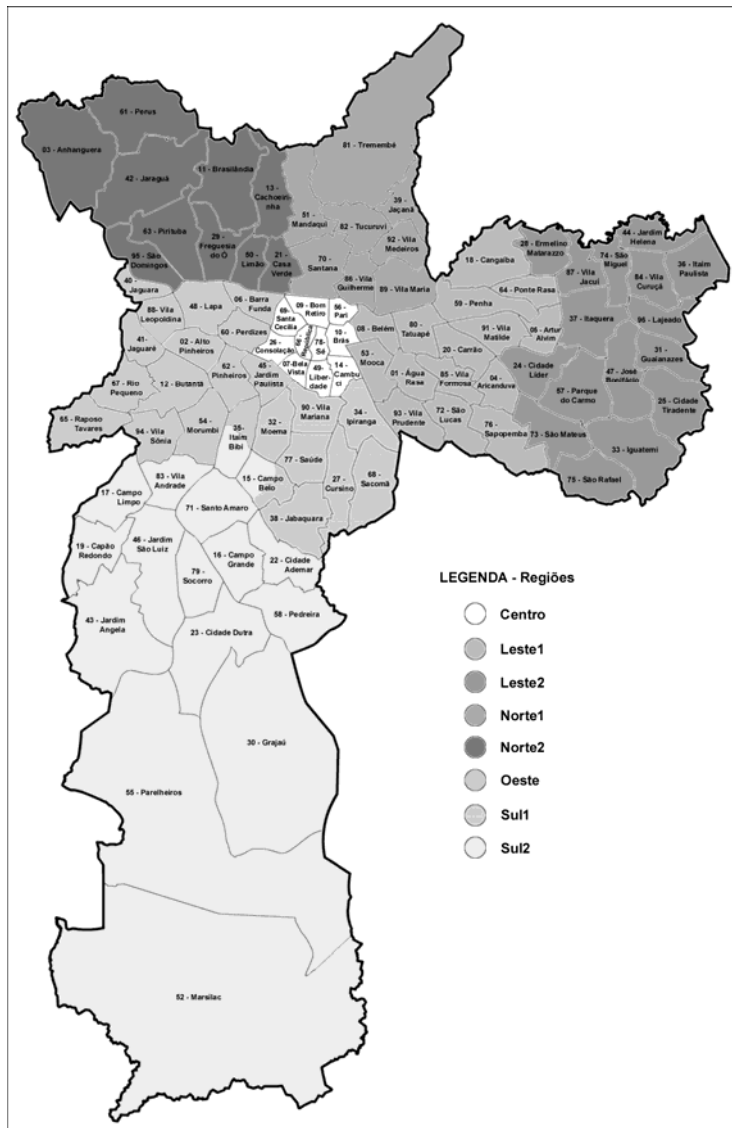 61 - Perus
81 - Tremembé
03 - Anhanguera
11 - Brasilândia
42 - Jaraguá
13 -
Cachoeiri-
nha
39 -
Jaçanã
51 -
Mandaqui
82 - Tucuruvi
63 - Pirituba
29 -
Freguesia
do Ó
92 - Vila
Medeiros
44 - Jardim
Helena
28 - Ermelino
Matarazzo
95 - São
Domingos
50 -
Limão
21 -
Casa
Verde
70 -
Santana
18 - Cangaíba
74 - São
Miguel
36 - Itaim
Paulista
40 -
Jaguara
86 - Vila
Guilherme
89 - Vila Maria
87 - Vila
Jacuí
84 - Vila
Curuçá
88 - Vila
Leopoldina
48 - Lapa
06 - Barra
Funda
69-
Santa
Cecília
09 - Bom
Retiro
56 -
Pari
59 - Penha
64 - Ponte Rasa
37 - Itaquera
96 - Lajeado
41 -
Jaguaré
02 - Alto
Pinheiros
60 - Perdizes
26 -
Consolação
66 -
República
78-
Sé
10 -
Brás
08 - Belém
80 -
Tatuapé
91 - Vila
Matilde
05 - Artur
Alvim
31 -
Guaianazes
67 - Rio
Pequeno
12 - Butantã
62 -
Pinheiros
45 -
Jardim
Paulista
07-Bela
Vista
49-
Liber-
dade
14 -
Cambu
ci
53 -
Mooca
20 - Carrão
01 - Água
Rasa
85 - Vila
Formosa
04 -
Aricanduva
24 - Cidade
Líder
47 - José
Bonifácio
57 - Parque
do Carmo
25 - Cidade
Tiradente
65 - Raposo
Tavares
94 - Vila
Sônia
54 -
Morumbi
35-
Itaim
Bibi
32 -
Moema
90 - Vila
Mariana
34 -
Ipiranga
93 - Vila
Prudente
72 - São
Lucas
76 -
Sapopemba
73 - São Mateus
33 - Iguatemi
75 - São Rafael
77 - Saúde
27 -
Cursino
68 -
Sacomã
83 - Vila
Andrade
15 - Campo
Belo
17 - Campo
Limpo
71 - Santo Amaro
38 - Jabaquara
19 - Capão
Redondo
46 - Jardim
São Luiz
79 -
Socorro
16 - Campo
Grande
22 - Cidade
Ademar
43 - Jardim
Angela
23 - Cidade Dutra
58 - Pedreira
30 - Grajaú
55 - Parelheiros
52 - Marsilac
LEGENDA - Regiões
Centro
Leste1
Leste2
Norte1
Norte2
Oeste
Sul1
Sul2